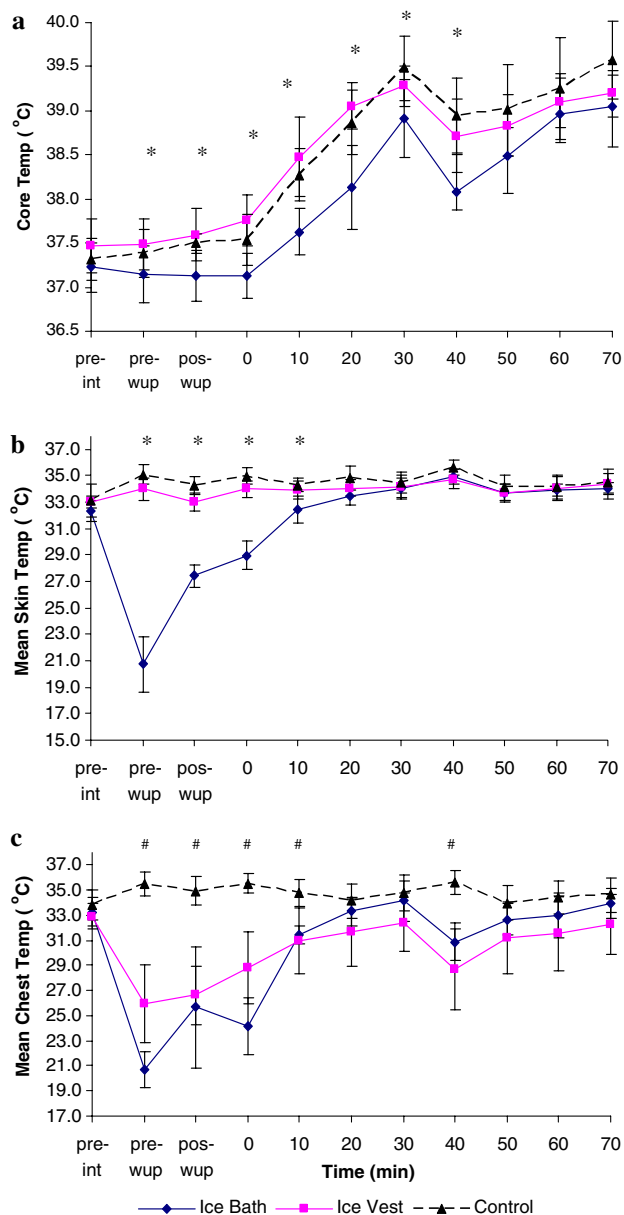 a
* * * * * * *
Core Temp ( °C)
40.0
39.5
39.0
38.5
38.0
37.5
37.0
36.5
pre- pre- pos- 0 10 20 30 40 50 60 70
int wup wup
b
* * * *
Mean Skin Temp ( °C)
37.0
35.0
33.0
31.0
29.0
27.0
25.0
23.0
21.0
19.0
17.0
15.0
pre- pre- pos- 0 10 20 30 40 50 60 70
int wup wup
c
# # # # #
Mean Chest Temp ( °C)
37.0
35.0
33.0
31.0
29.0
27.0
25.0
23.0
21.0
19.0
17.0
pre- pre- pos- 0 10 20 30 40 50 60 70
int wup wup Time (min)
Ice Bath Ice Vest Control